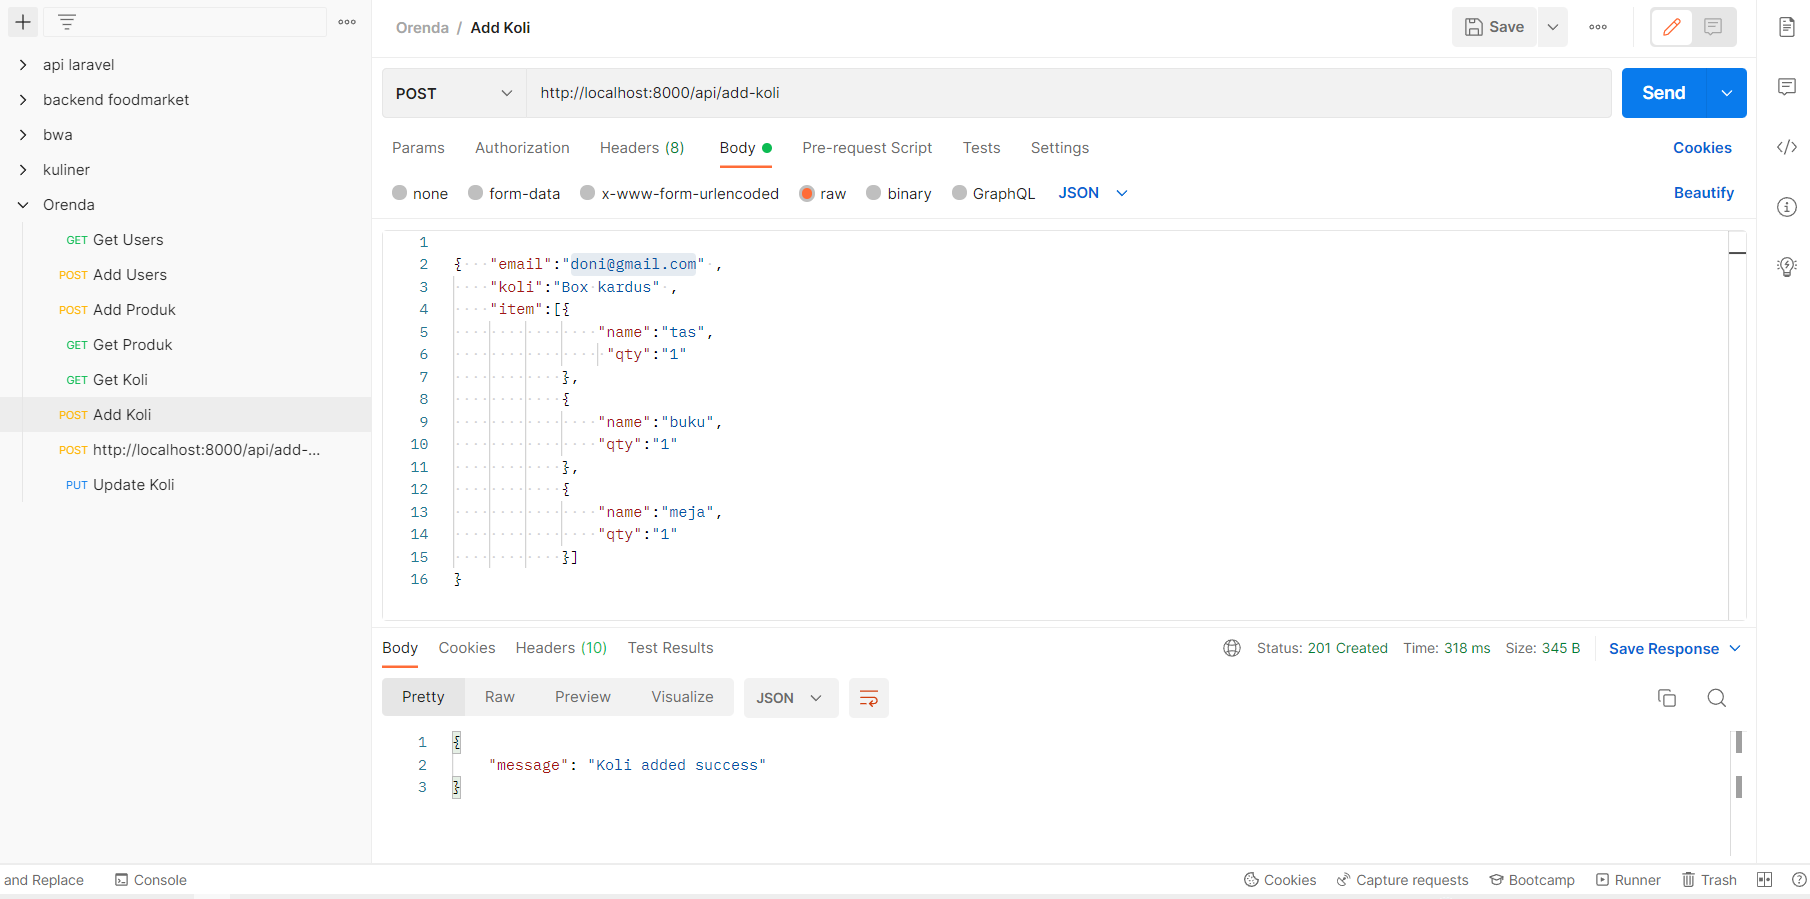 Orenda / Add Koli
Save
api laravel
backend foodmarket
bwa
kuliner
Orenda
GET Get Users
POST Add Users
POST Add Produk
GET Get Produk
GET Get Koli
POST Add Koli
POST http://localhost:8000/api/add-...
PUT Update Koli
POST http://localhost:8000/api/add-koli Send
Params Authorization Headers (8) Body Pre-request Script Tests Settings Cookies
none form-data x-www-form-urlencoded raw binary GraphQL JSON Beautify
1
2 { "email":"doni@gmail.com" ,
3 "koli":"Box kardus" ,
4 "item":[{
5 "name":"tas",
6 "qty":"1"
7 },
8 {
9 "name":"buku",
10 "qty":"1"
11 },
12 {
13 "name":"meja",
14 "qty":"1"
15 }]
16 }
Body Cookies Headers (10) Test Results Status: 201 Created Time: 318 ms Size: 345 B Save Response
Pretty Raw Preview Visualize JSON
1 {
2 "message": "Koli added success"
3 }
and Replace Console Cookies Capture requests Bootcamp Runner Trash